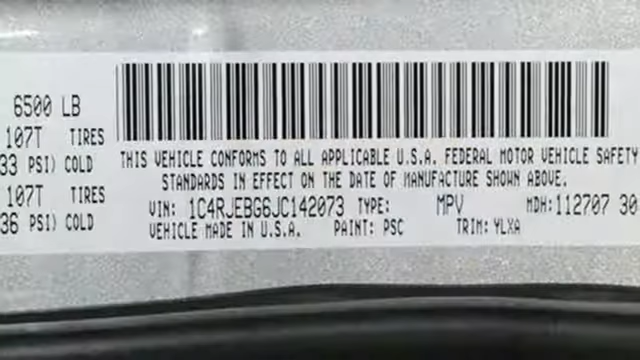 6500 LB
107T TIRES
33 PSI) COLD
107T TIRES
36 PSI) COLD
THIS VEHICLE CONFORMS TO ALL APPLICABLE U.S.A. FEDERAL MOTOR VEHICLE SAFETY
STANDARDS IN EFFECT ON THE DATE OF MANUFACTURE SHOWN ABOVE.
VIN: 1C4RJEBG6JC142073 TYPE: MPV MDH:112707 30
VEHICLE MADE IN U.S.A. PAINT: PSC TRIM: YLXA